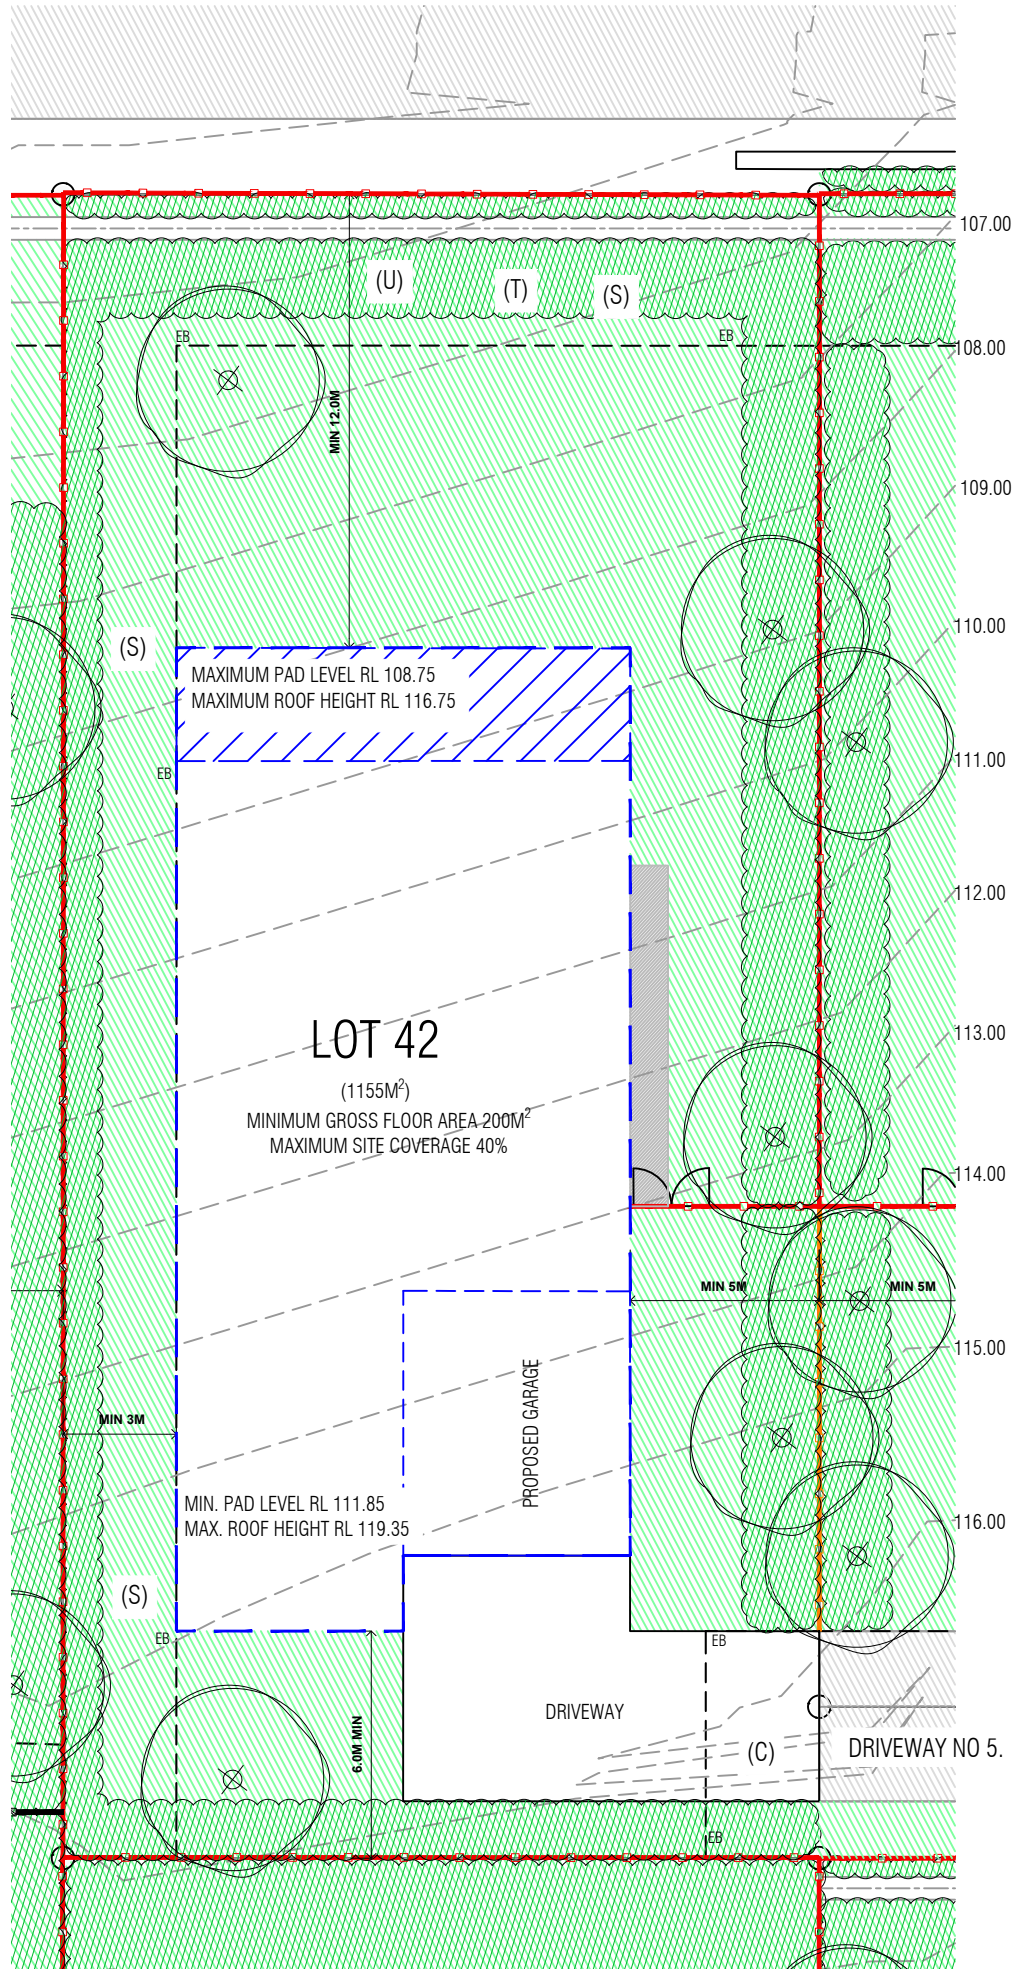 107.00
(U)
(T)
(S)
EB
EB
108.00
MIN 12.0M
109.00
110.00
(S)
MAXIMUM PAD LEVEL RL 108.75
MAXIMUM ROOF HEIGHT RL 116.75
EB
111.00
112.00
113.00
LOT 42
(1155M²)
MINIMUM GROSS FLOOR AREA 200M²
MAXIMUM SITE COVERAGE 40%
114.00
MIN 5M
MIN 5M
115.00
PROPOSED GARAGE
MIN 3M
MIN. PAD LEVEL RL 111.85
MAX. ROOF HEIGHT RL 119.35
116.00
(S)
EB
EB
6.0M MIN
DRIVEWAY
(C)
DRIVEWAY NO 5.
EB